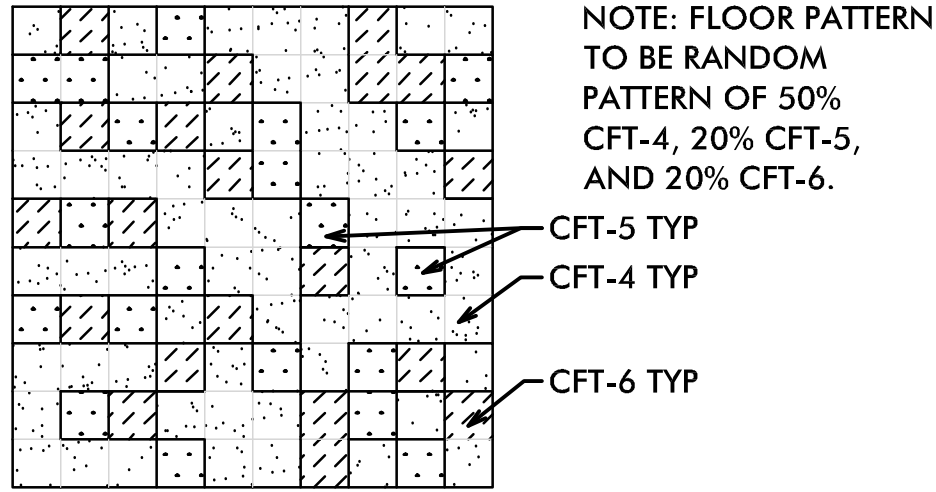 NOTE: FLOOR PATTERN
TO BE RANDOM
PATTERN OF 50%
CFT-4, 20% CFT-5,
AND 20% CFT-6.
CFT-5 TYP
CFT-4 TYP
CFT-6 TYP